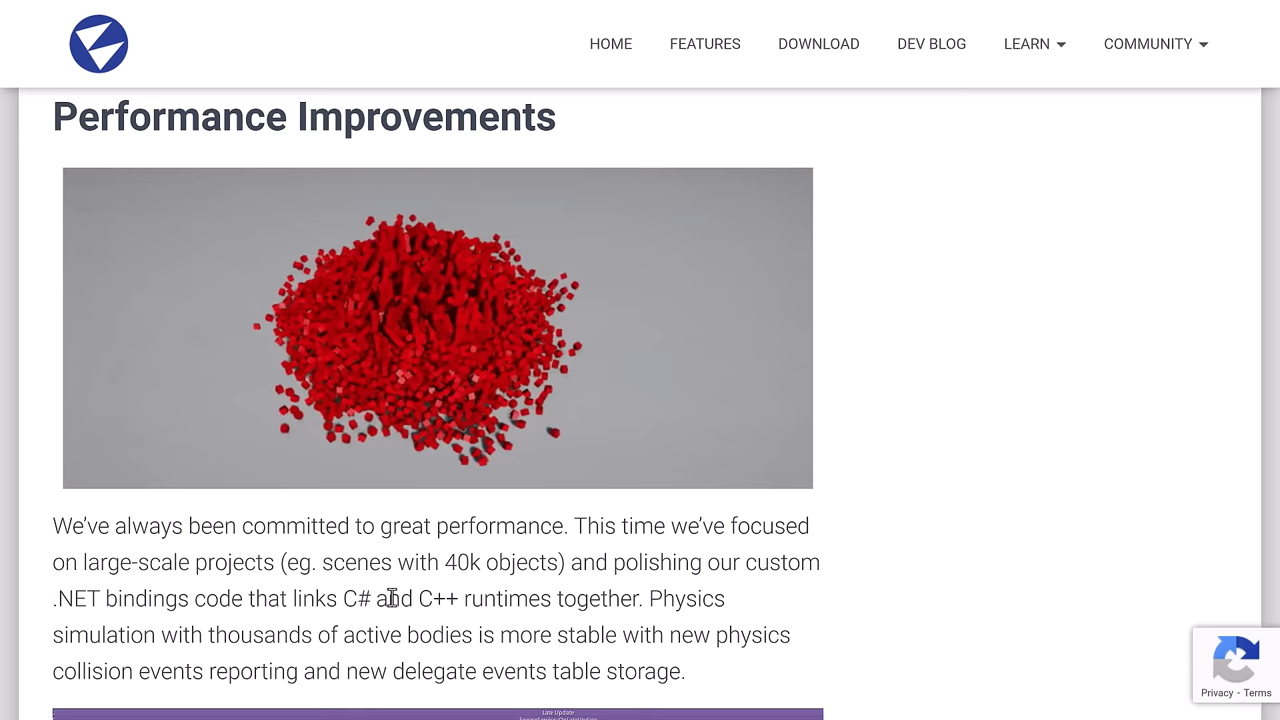 HOME FEATURES DOWNLOAD DEV BLOG LEARN COMMUNITY
Performance Improvements
We've always been committed to great performance. This time we've focused
on large-scale projects (eg. scenes with 40k objects) and polishing our custom
.NET bindings code that links C# and C++ runtimes together. Physics
simulation with thousands of active bodies is more stable with new physics
collision events reporting and new delegate events table storage.
Privacy - Terms
Late Update